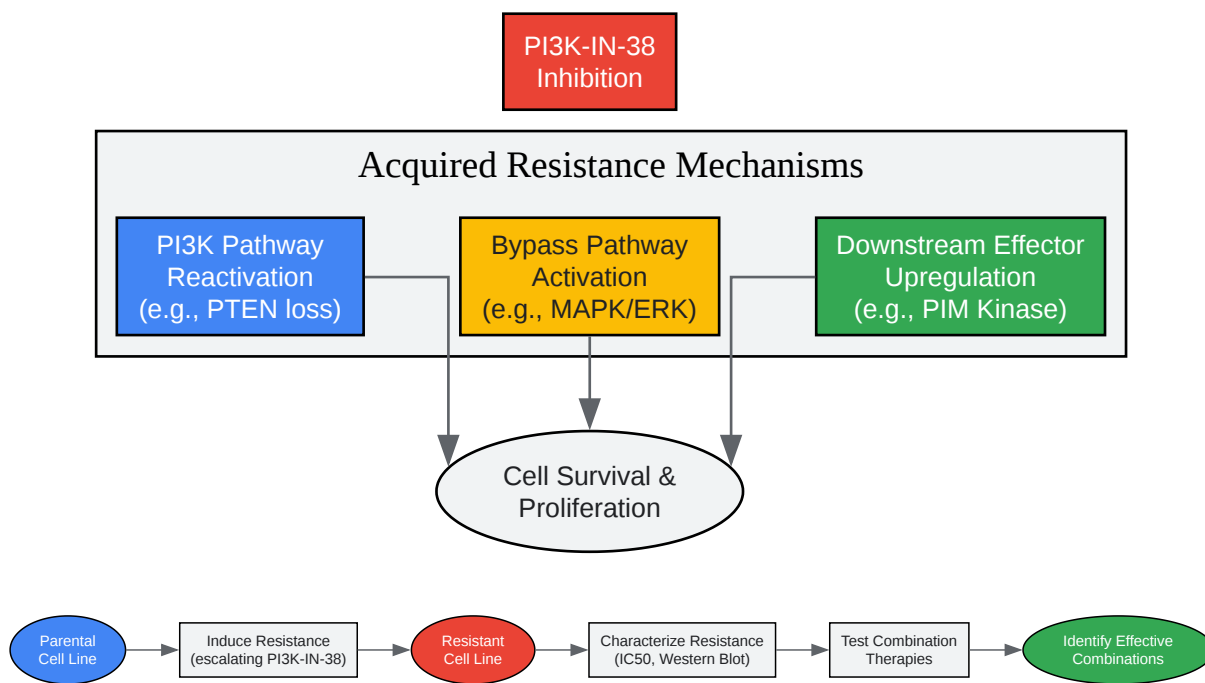 PI3K-IN-38
Inhibition
Acquired Resistance Mechanisms
PI3K Pathway
Reactivation
(e.g., PTEN loss)
Bypass Pathway
Activation
(e.g., MAPK/ERK)
Downstream Effector
Upregulation
(e.g., PIM Kinase)
Cell Survival &
Proliferation
Parental
Cell Line
Induce Resistance
(escalating PI3K-IN-38)
Resistant
Cell Line
Characterize Resistance
(IC50, Western Blot)
Test Combination
Therapies
Identify Effective
Combinations